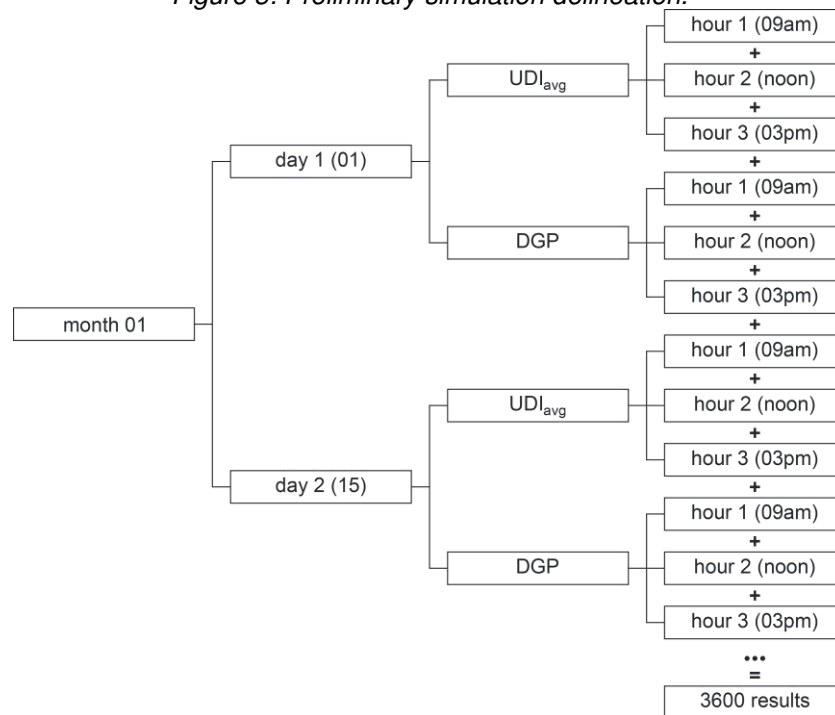 Figure 3. Preliminary simulation delineation.
month 01
day 1 (01)
UDIavg
hour 1 (09am)
+
hour 2 (noon)
+
hour 3 (03pm)
+
DGP
hour 1 (09am)
+
hour 2 (noon)
+
hour 3 (03pm)
+
day 2 (15)
UDIavg
hour 1 (09am)
+
hour 2 (noon)
+
hour 3 (03pm)
+
DGP
hour 1 (09am)
+
hour 2 (noon)
+
hour 3 (03pm)
...
=
3600 results